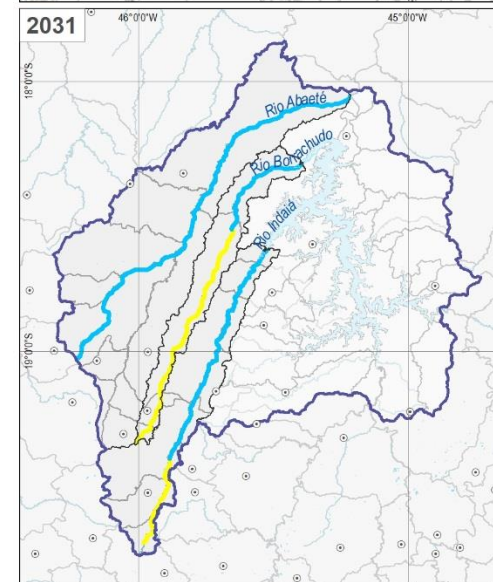 2031
46°0'0"W
45°0'0"W
18°0'0"S
19°0'0"S
Rio Abaeté
Rio Borrachudo
Rio Indaiá